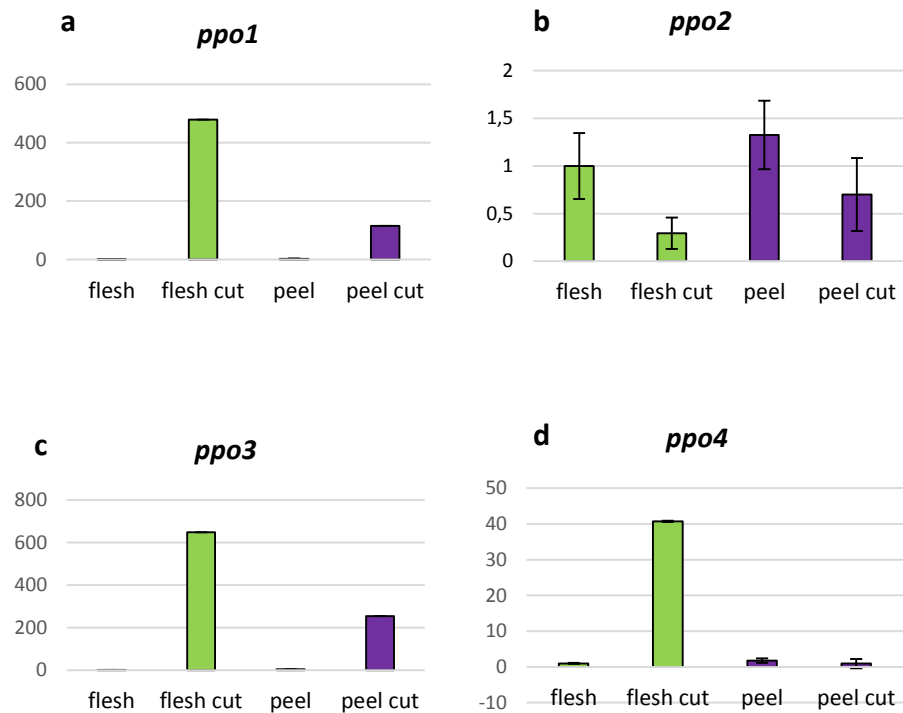 a
ppo1
600
400
200
0
flesh flesh cut peel peel cut
b
ppo2
2
1,5
1
0,5
0
flesh flesh cut peel peel cut
c
ppo3
800
600
400
200
0
flesh flesh cut peel peel cut
d
ppo4
50
40
30
20
10
0
-10
flesh flesh cut peel peel cut